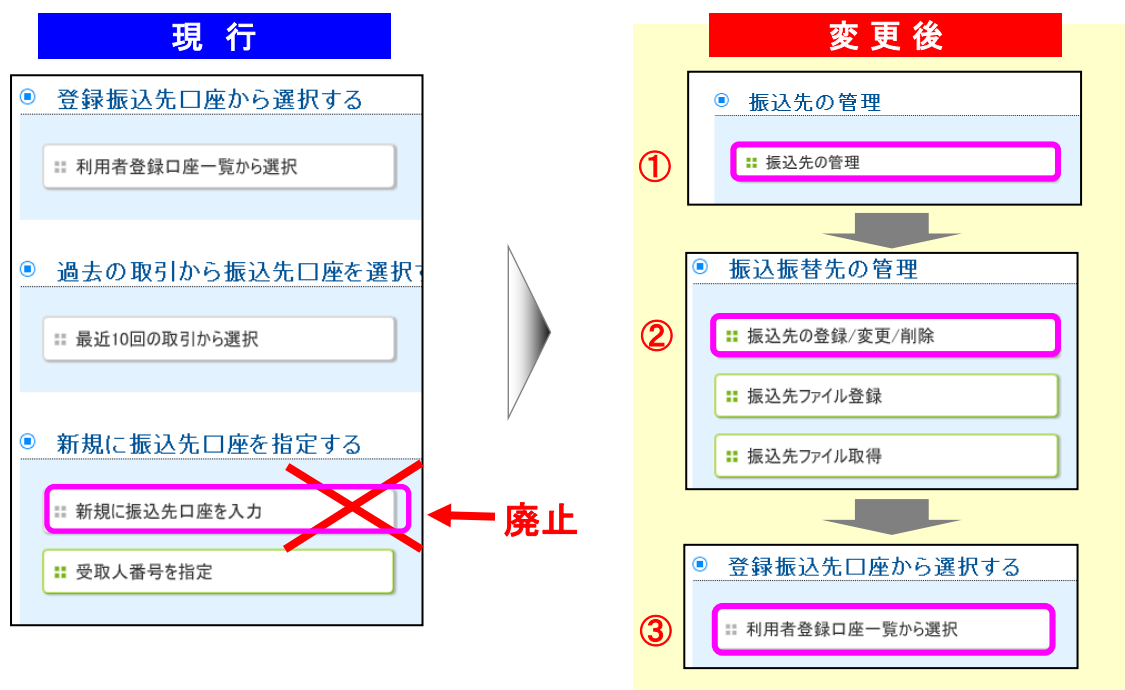 現 行
登録振込先口座から選択する
利用者登録口座一覧から選択
過去の取引から振込先口座を選択
最近10回の取引から選択
新規に振込先口座を指定する
新規に振込先口座を入力
廃止
受取人番号を指定
変 更 後
振込先の管理
①
振込先の管理
振込振替先の管理
②
振込先の登録/変更/削除
振込先ファイル登録
振込先ファイル取得
登録振込先口座から選択する
③
利用者登録口座一覧から選択